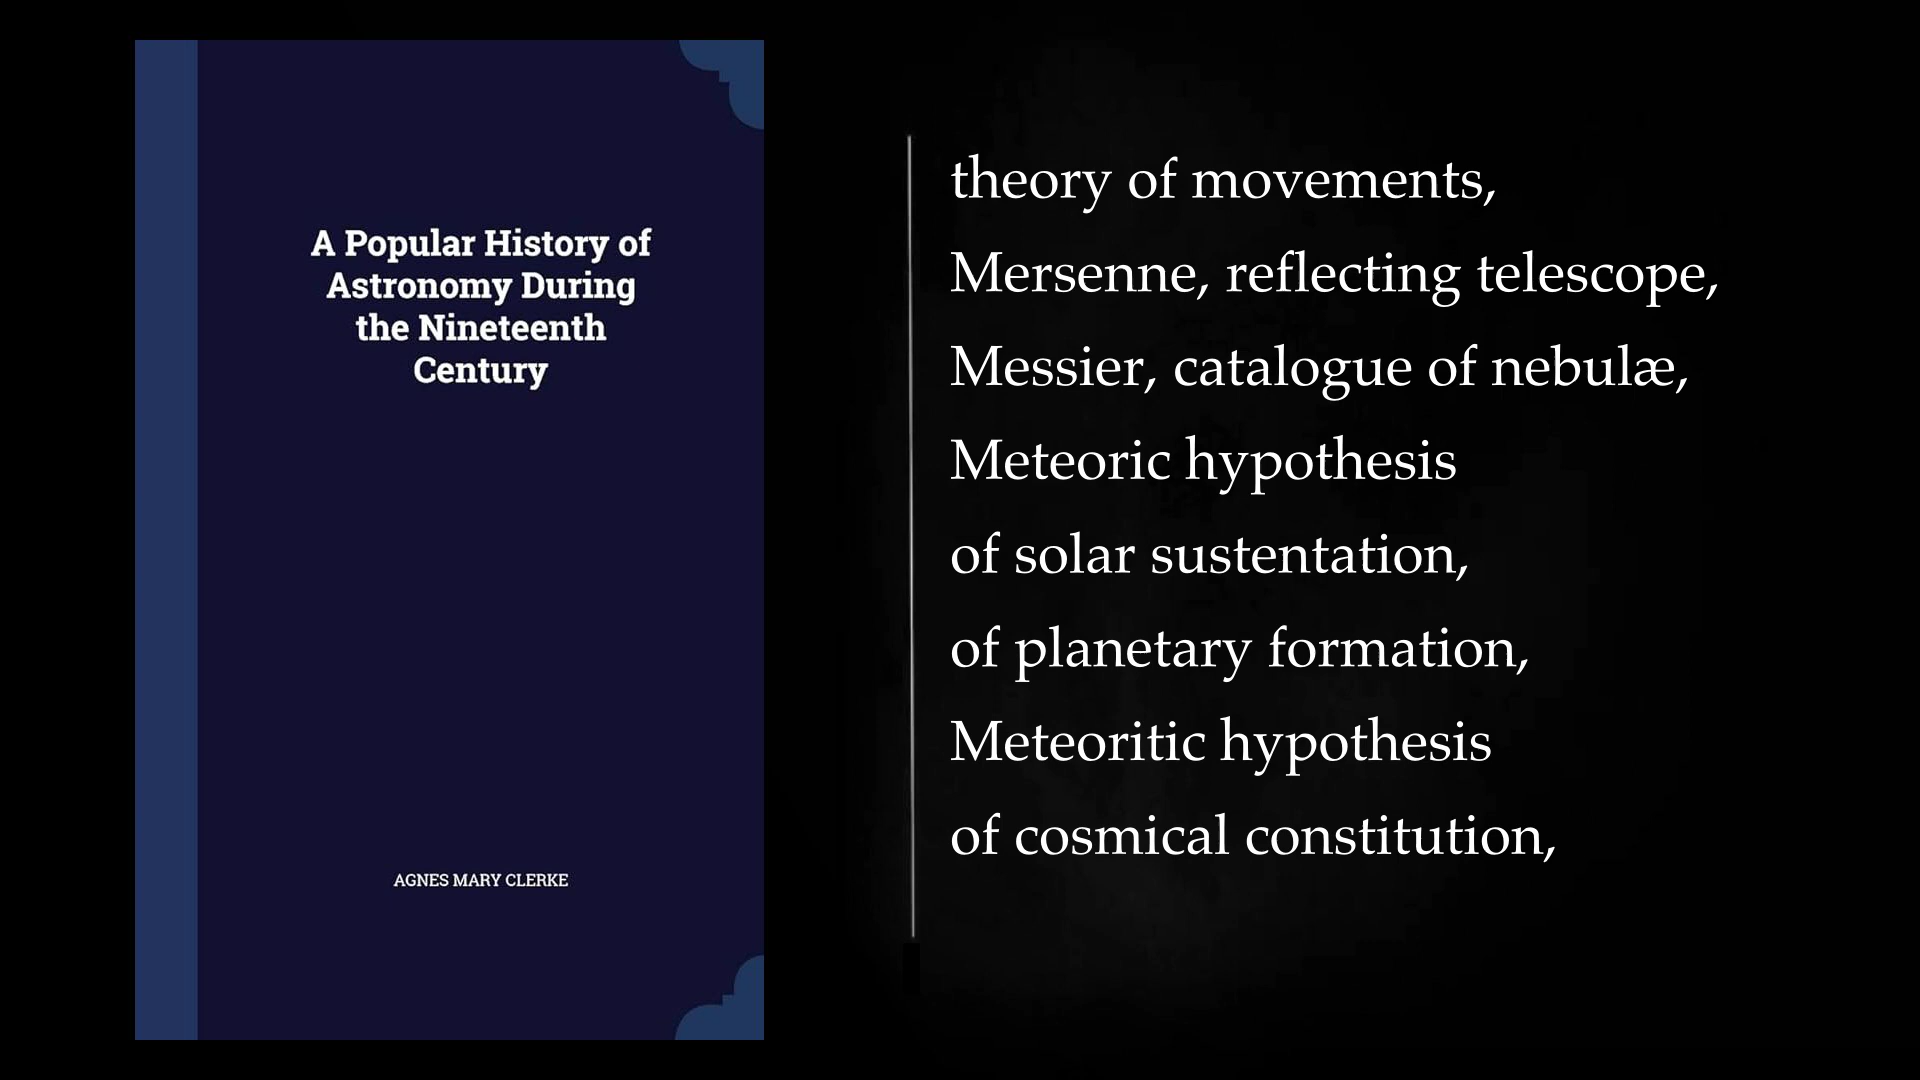 A Popular History of
Astronomy During
the Nineteenth
Century
AGNES MARY CLERKE
theory of movements,
Mersenne, reflecting telescope,
Messier, catalogue of nebulæ,
Meteoric hypothesis
of solar sustentation,
of planetary formation,
Meteoritic hypothesis
of cosmical constitution,